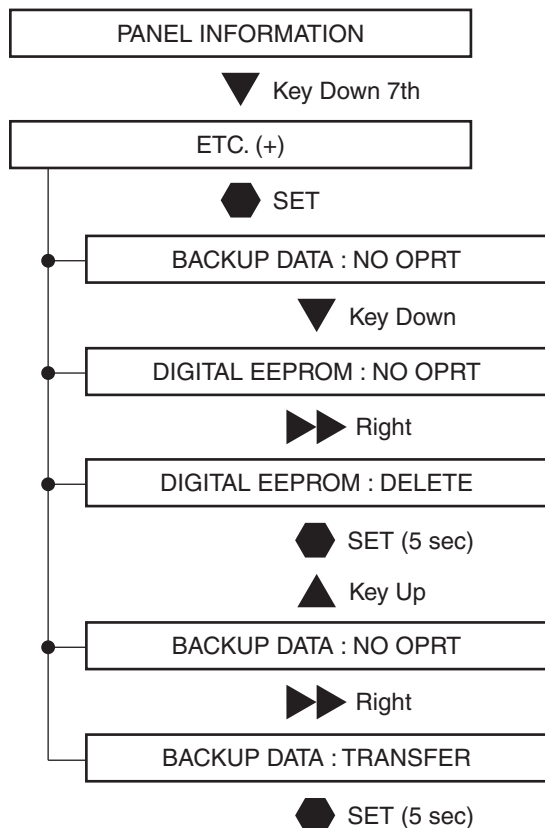 PANEL INFORMATION
Key Down 7th
ETC. (+)
SET
BACKUP DATA : NO OPRT
Key Down
DIGITAL EEPROM : NO OPRT
Right
DIGITAL EEPROM : DELETE
SET (5 sec)
Key Up
BACKUP DATA : NO OPRT
Right
BACKUP DATA : TRANSFER
SET (5 sec)